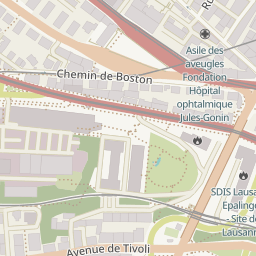 Ru
Asile des
aveugles
Fondation
Hôpital
ophtalmique
Jules-Gonin
Chemin de Boston
SDIS Lausa
Epalinge
- Site de
Lausann
Avenue de Tivoli